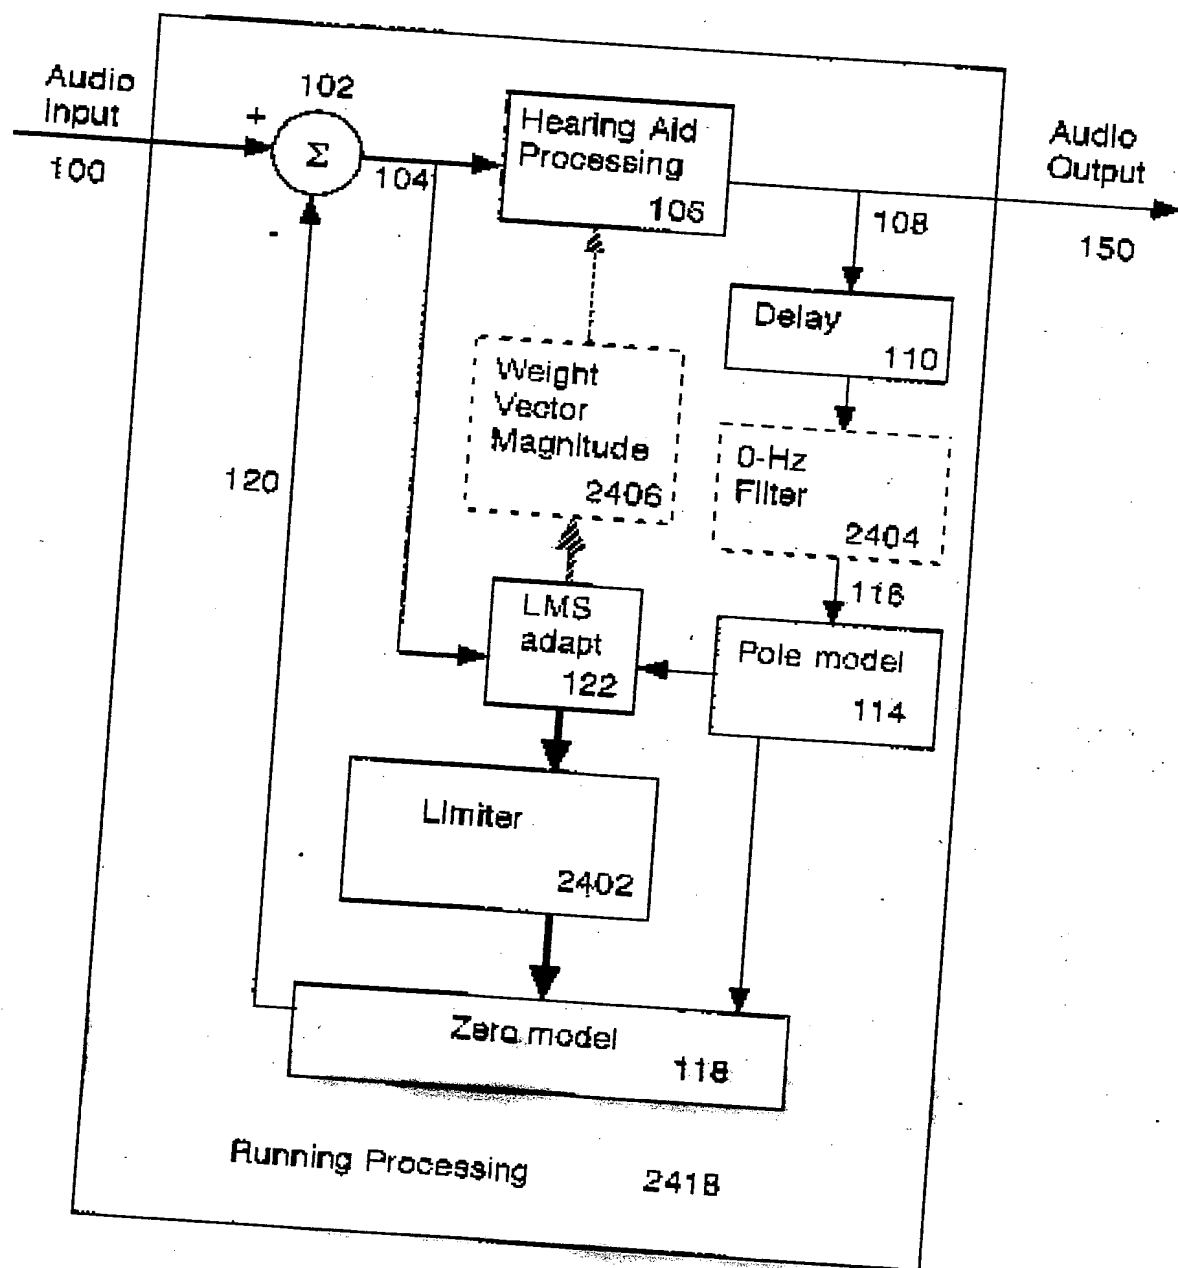 Audio
Input
100
+
102
Σ
-
104
Hearing Aid
Processing
106
Audio
Output
150
108
Delay
110
Weight
Vector
Magnitude
2406
0-Hz
Filter
2404
120
116
LMS
adapt
122
Pole model
114
Limiter
2402
Zero model
118
Running Processing 2418